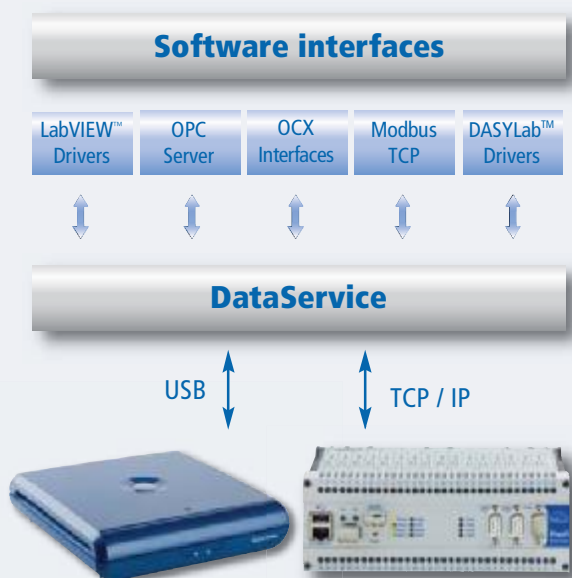 Software interfaces
LabVIEW™
Drivers
OPC
Server
OCX
Interfaces
Modbus
TCP
DASYLab™
Drivers
DataService
USB
TCP / IP